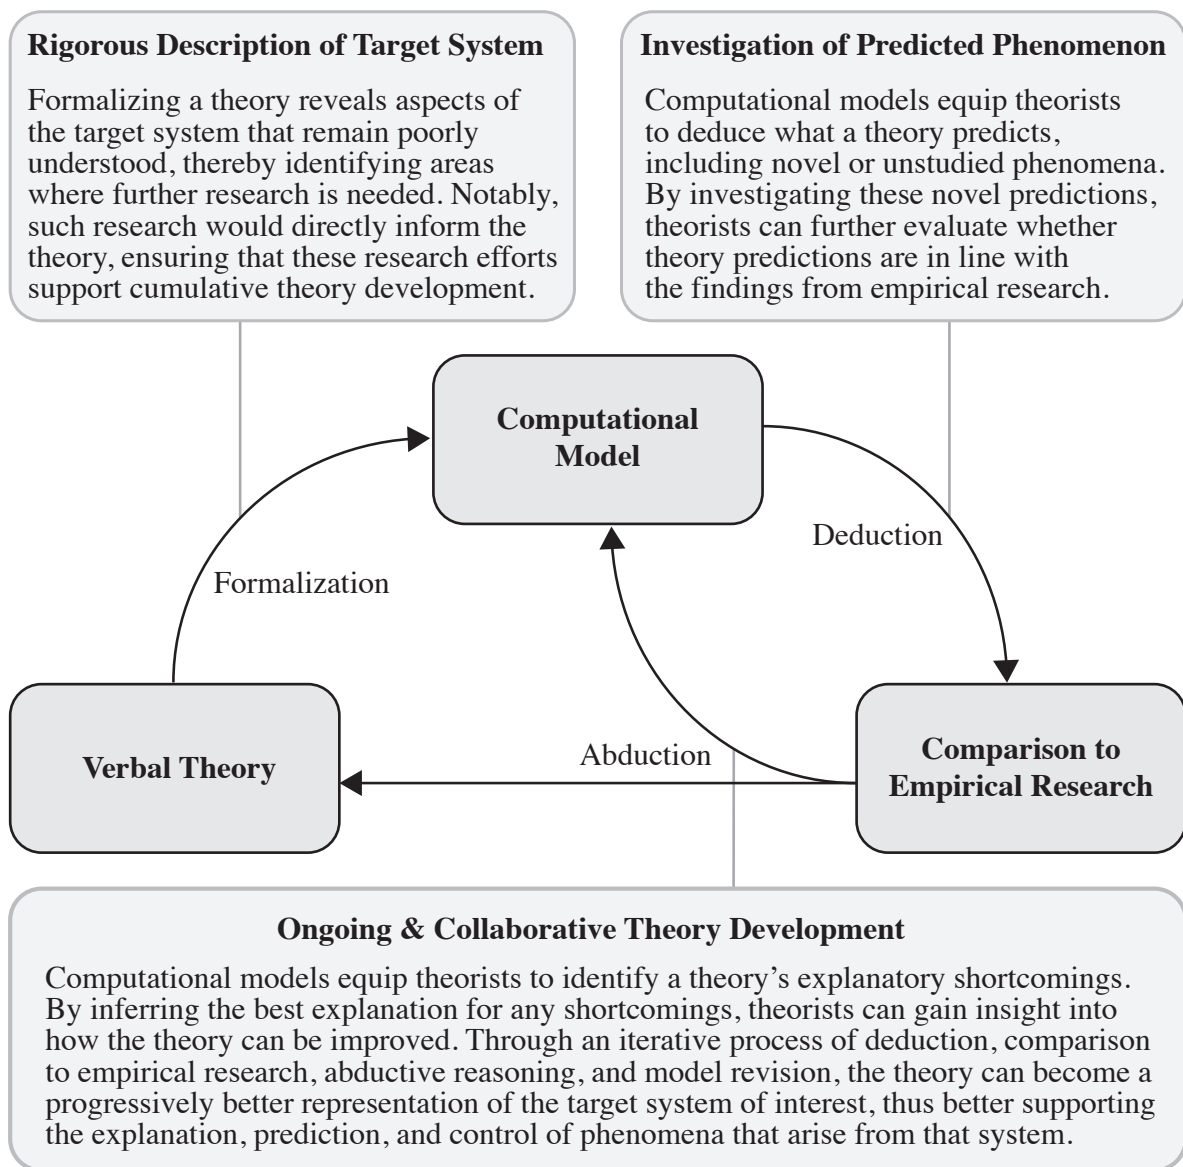 Rigorous Description of Target System
Formalizing a theory reveals aspects of
the target system that remain poorly
understood, thereby identifying areas
where further research is needed. Notably,
such research would directly inform the
theory, ensuring that these research efforts
support cumulative theory development.
Investigation of Predicted Phenomenon
Computational models equip theorists
to deduce what a theory predicts,
including novel or unstudied phenomena.
By investigating these novel predictions,
theorists can further evaluate whether
theory predictions are in line with
the findings from empirical research.
Computational
Model
Deduction
Formalization
Verbal Theory
Abduction
Comparison to
Empirical Research
Ongoing & Collaborative Theory Development
Computational models equip theorists to identify a theory’s explanatory shortcomings.
By inferring the best explanation for any shortcomings, theorists can gain insight into
how the theory can be improved. Through an iterative process of deduction, comparison
to empirical research, abductive reasoning, and model revision, the theory can become a
progressively better representation of the target system of interest, thus better supporting
the explanation, prediction, and control of phenomena that arise from that system.